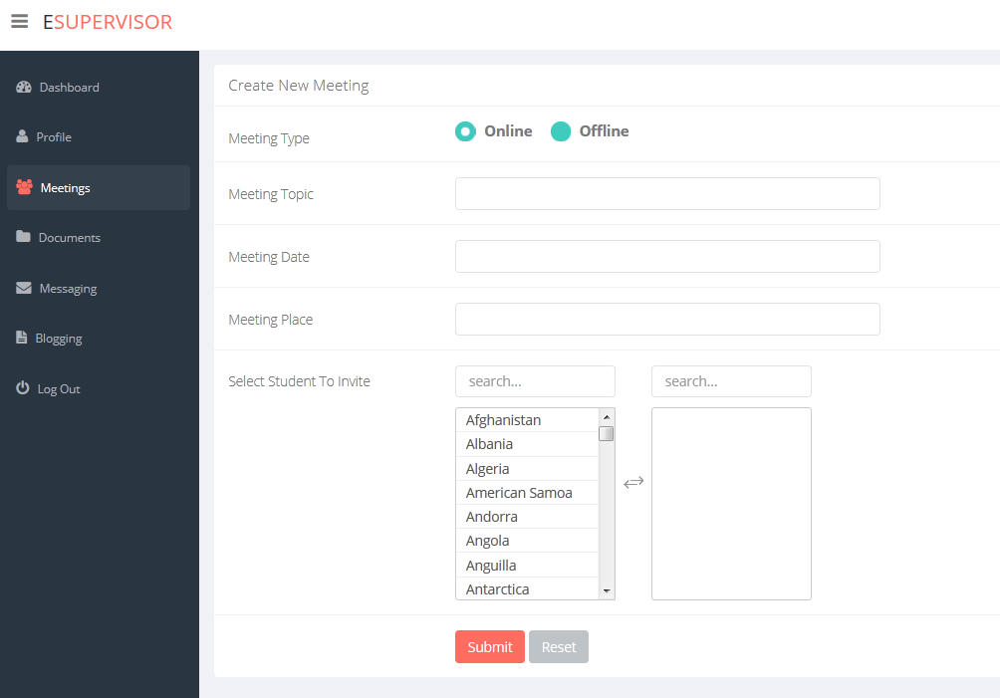 ESUPERVISOR
Dashboard
Profile
Meetings
Documents
Messaging
Blogging
Log Out
Create New Meeting
Meeting Type
Online
Offline
Meeting Topic
Meeting Date
Meeting Place
Select Student To Invite
search...
search...
Afghanistan
Albania
Algeria
American Samoa
Andorra
Angola
Anguilla
Antarctica
Submit
Reset